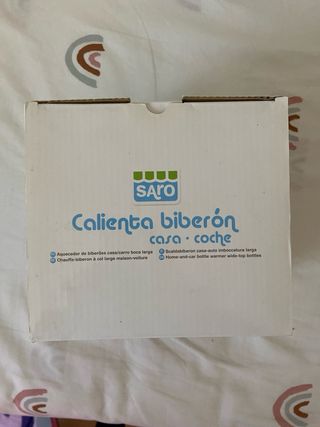 SARO
Calienta biberón
casa · coche
Aquecedor de biberões casa/carro boca larga
Chauffe-biberon à col large maison-voiture
Scaldabiberon casa-auto imboccatura larga
Home-and-car bottle warmer wide-top bottles